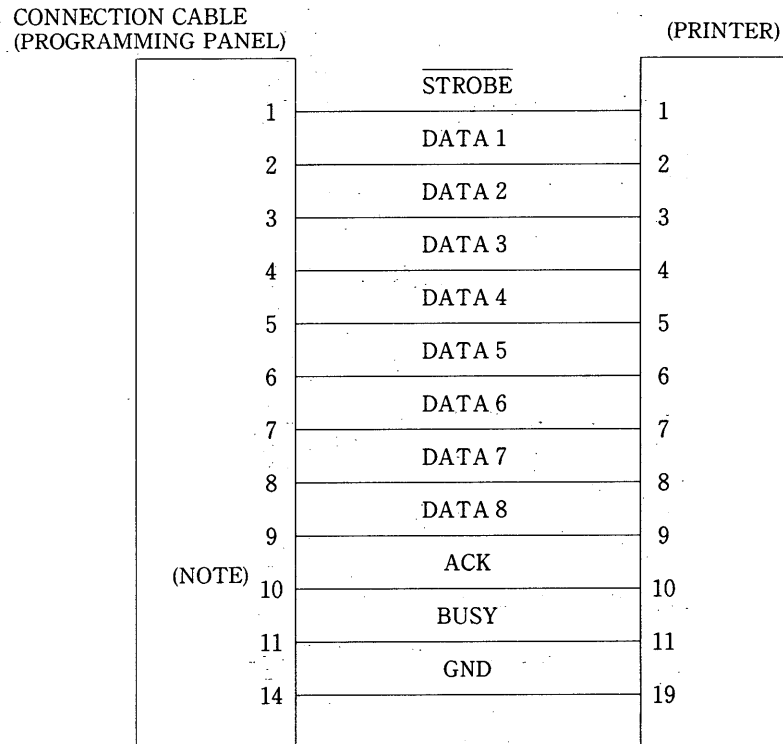 CONNECTION CABLE
(PROGRAMMING PANEL)
(PRINTER)
STROBE
1 1
DATA 1
2 2
DATA 2
3 3
DATA 3
4 4
DATA 4
5 5
DATA 5
6 6
DATA 6
7 7
DATA 7
8 8
DATA 8
9 9
ACK
(NOTE) 10 10
BUSY
11 11
GND
14 19